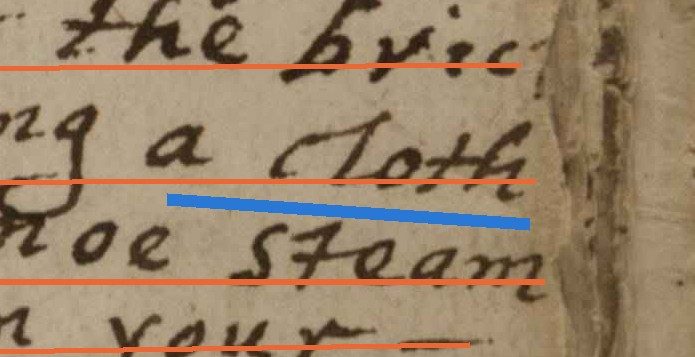 the bric
ng a cloth
noe steam
your —